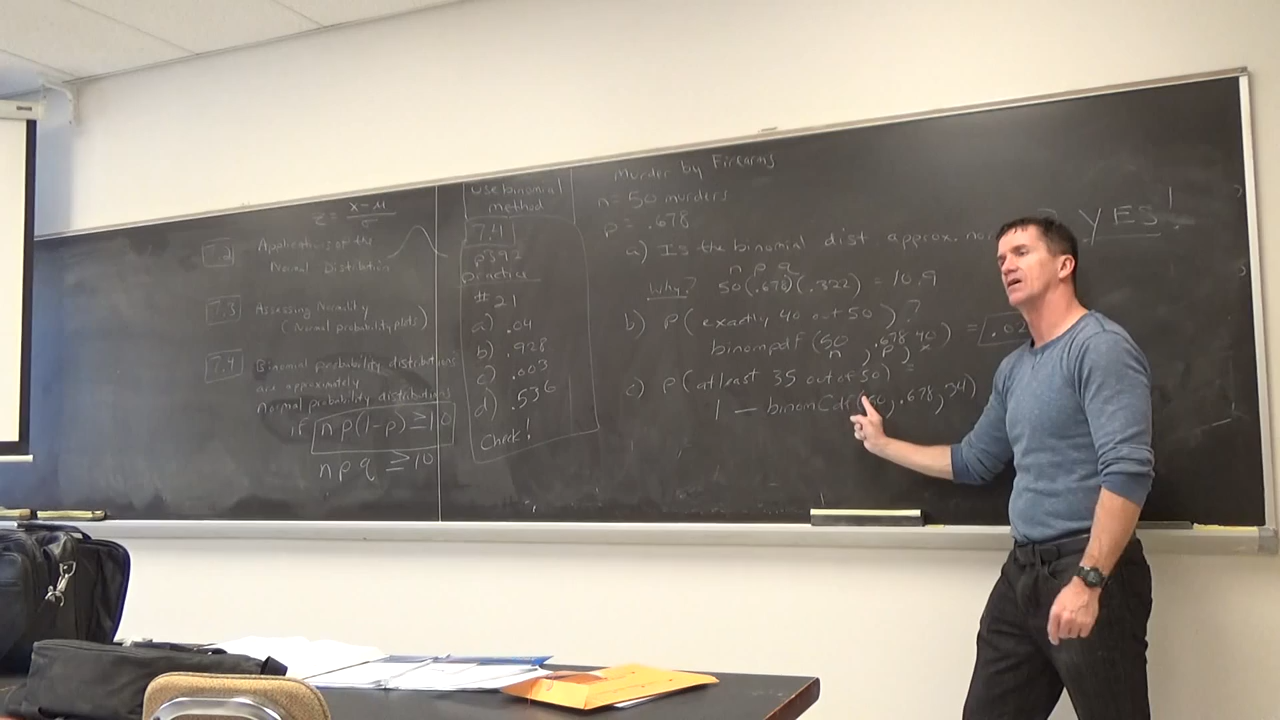 z = x-μ/σ
7.2 Applications of the
Normal Distribution
7.3 Assessing Normality
(Normal probability plots)
7.4 Binomial probability distributions
are approximately
Normal probability distributions
if np(1-p) ≥ 10
npq ≥ 10
Use binomial
method
7.4
p392
Practice
#21
a) .04
b) .928
c) .003
d) .536
Check!
Murder by Firearms
n = 50 murders
p = .678
a) Is the binomial dist. approx. ? YES!
n p q
Why? 50(.678)(.322) = 10.9
b) P(exactly 40 out of 50)?
binompdf(50, .678, 40) =
n, p, x
c) P(at least 35 out of 50) =
1 - binomcdf(50, .678, 34)